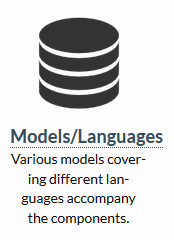 Models/Languages
Various models cover-
ing different lan-
guages accompany
the components.